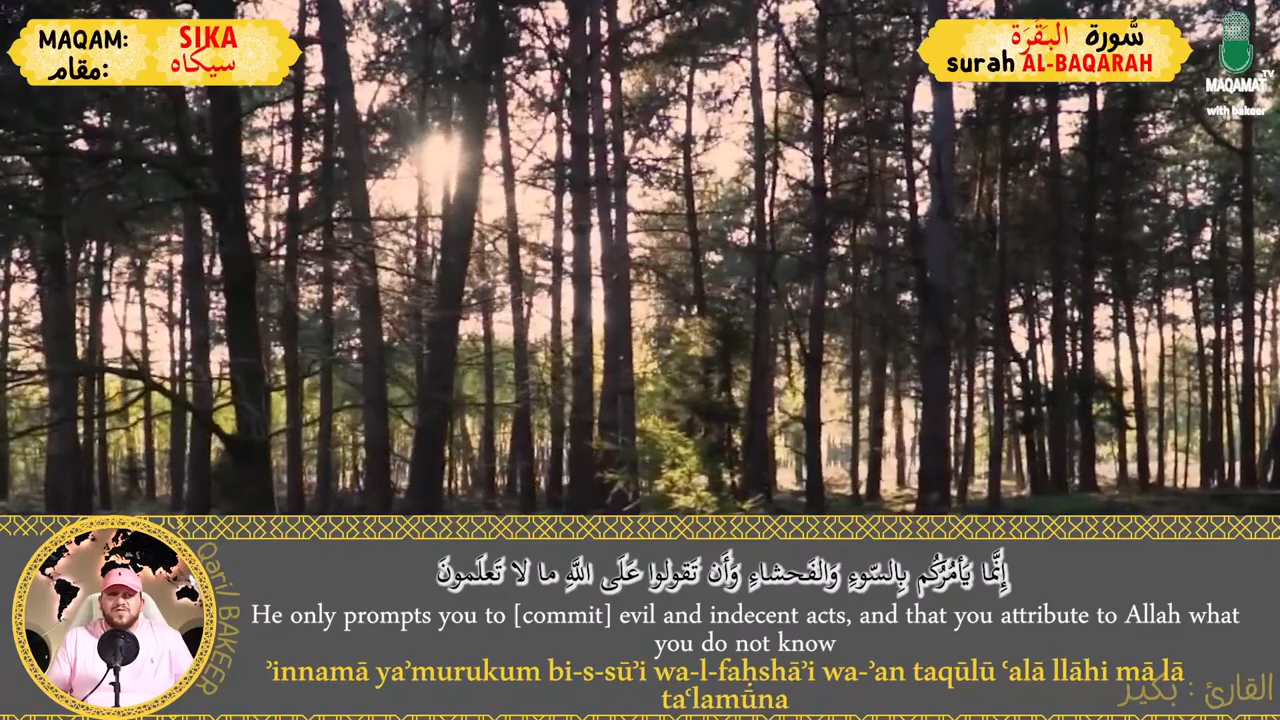 MAQAM: SIKA
مقام: سيكاه
سُّورة البَقَرَة
surah AL-BAQARAH
MAQAMAT TV
with bakeer
إِنَّما يَأمُرُكُم بِالسّوءِ وَالفَحشاءِ وَأَن تَقولوا عَلَى اللَّهِ ما لا تَعلَمونَ
He only prompts you to [commit] evil and indecent acts, and that you attribute to Allah what
you do not know
ʾinnamā yaʾmurukum bi-s-sūʾi wa-l-faḥshāʾi wa-ʾan taqūlū ʿalā llāhi mā lā
taʿlamūna
Qari/ BAKEER
القارئ : بكير